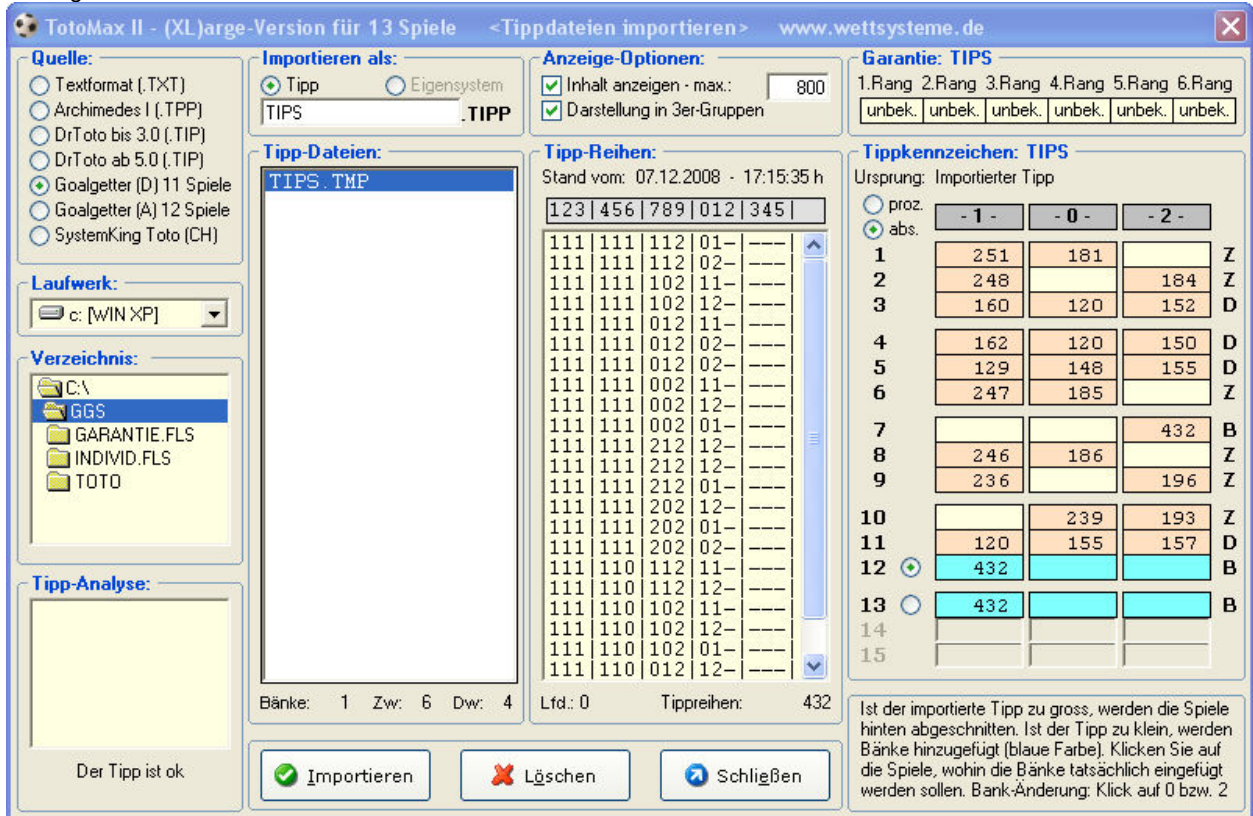 TotoMax II - (XL)arge-Version für 13 Spiele <Tippdateien importieren> www.wettsysteme.de
Quelle:
Textformat (.TXT)
Archimedes I (.TPP)
DrToto bis 3.0 (.TIP)
DrToto ab 5.0 (.TIP)
Goalgetter (D) 11 Spiele
Goalgetter (A) 12 Spiele
SystemKing Toto (CH)
Laufwerk:
c: [WIN XP]
Verzeichnis:
C:\
GGS
GARANTIE.FLS
INDIVID.FLS
TOTO
Tipp-Analyse:
Der Tipp ist ok
Importieren als:
Tipp Eigensystem
TIPS .TIPP
Tipp-Dateien:
TIPS.TMP
Bänke: 1 Zw: 6 Dw: 4
Anzeige-Optionen:
Inhalt anzeigen - max.: 800
Darstellung in 3er-Gruppen
Tipp-Reihen:
Stand vom: 07.12.2008 - 17:15:35 h
123|456|789|012|345|
111|111|112|01-|---|
111|111|112|02-|---|
111|111|102|11-|---|
111|111|102|12-|---|
111|111|012|11-|---|
111|111|012|02-|---|
111|111|012|02-|---|
111|111|002|11-|---|
111|111|002|12-|---|
111|111|002|01-|---|
111|111|212|12-|---|
111|111|212|12-|---|
111|111|212|01-|---|
111|111|202|12-|---|
111|111|202|01-|---|
111|111|202|02-|---|
111|110|112|11-|---|
111|110|112|12-|---|
111|110|102|11-|---|
111|110|102|12-|---|
111|110|102|01-|---|
111|110|012|12-|---|
Lfd.: 0 Tippreihen: 432
Garantie: TIPS
1.Rang 2.Rang 3.Rang 4.Rang 5.Rang 6.Rang
unbek. unbek. unbek. unbek. unbek. unbek.
Tippkennzeichen: TIPS
Ursprung: Importierter Tipp
proz.
abs.
- 1 - - 0 - - 2 -
1 251 181 Z
2 248 184 Z
3 160 120 152 D
4 162 120 150 D
5 129 148 155 D
6 247 185 Z
7 432 B
8 246 186 Z
9 236 196 Z
10 239 193 Z
11 120 155 157 D
12 432 B
13 432 B
14
15
Ist der importierte Tipp zu gross, werden die Spiele
hinten abgeschnitten. Ist der Tipp zu klein, werden
Bänke hinzugefügt (blaue Farbe). Klicken Sie auf
die Spiele, wohin die Bänke tatsächlich eingefügt
werden sollen. Bank-Änderung: Klick auf 0 bzw. 2
Importieren Löschen Schließen